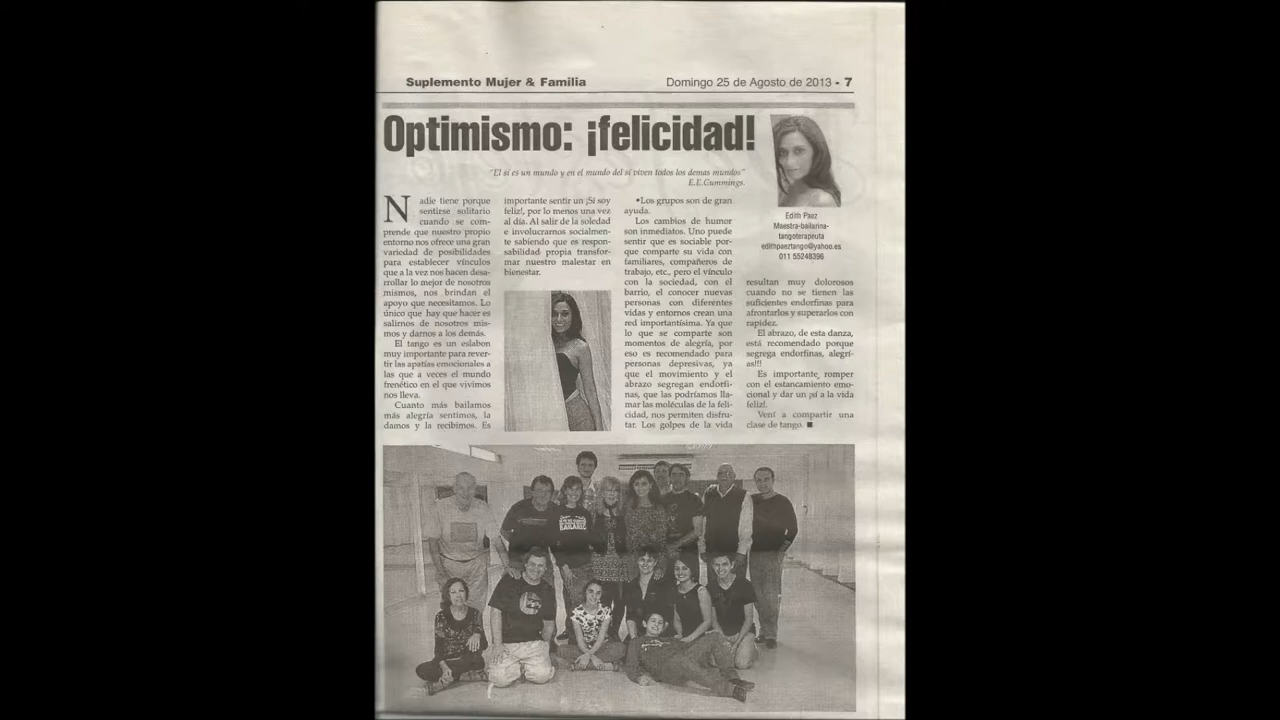 Suplemento Mujer & Familia
Domingo 25 de Agosto de 2013 - 7
Optimismo: ¡felicidad!
"El si es un mundo y en el mundo del si viven todos los demas mundos"
E.E.Cummings.
Nadie tiene porque
sentirse solitario
cuando se com-
prende que nuestro propio
entorno nos ofrece una gran
variedad de posibilidades
para establecer vínculos
que a la vez nos hacen desa-
rrollar lo mejor de nosotros
mismos, nos brindan el
apoyo que necesitamos. Lo
único que hay que hacer es
salirnos de nosotros mis-
mos y darnos a los demás.
El tango es un eslabon
muy importante para rever-
tir las apatías emocionales a
las que a veces el mundo
frenético en el que vivimos
nos lleva.
Cuanto más bailamos
más alegría sentimos, la
damos y la recibimos. Es
importante sentir un ¡Sí soy
feliz!, por lo menos una vez
al día. Al salir de la soledad
e involucrarnos socialmen-
te sabiendo que es respon-
sabilidad propia transfor-
mar nuestro malestar en
bienestar.
•Los grupos son de gran
ayuda.
Los cambios de humor
son inmediatos. Uno puede
sentir que es sociable por-
que comparte su vida con
familiares, compañeros de
trabajo, etc., pero el vínculo
con la sociedad, con el
barrio, el conocer nuevas
personas con diferentes
vidas y entornos crean una
red importantísima. Ya que
lo que se comparte son
momentos de alegría, por
eso es recomendado para
personas depresivas, ya
que el movimiento y el
abrazo segregan endorfi-
nas, que las podríamos lla-
mar las moléculas de la feli-
cidad, nos permiten disfru-
tar. Los golpes de la vida
Edith Paez
Maestra-bailarina-
tangoterapeuta
edithpaeztango@yahoo.es
011 55248396
resultan muy dolorosos
cuando no se tienen las
suficientes endorfinas para
afrontarlos y superarlos con
rapidez.
El abrazo, de esta danza,
está recomendado porque
segrega endorfinas, alegrí-
as!!!
Es importante romper
con el estancamiento emo-
cional y dar un ¡sí a la vida
feliz!.
Vení a compartir una
clase de tango. ■